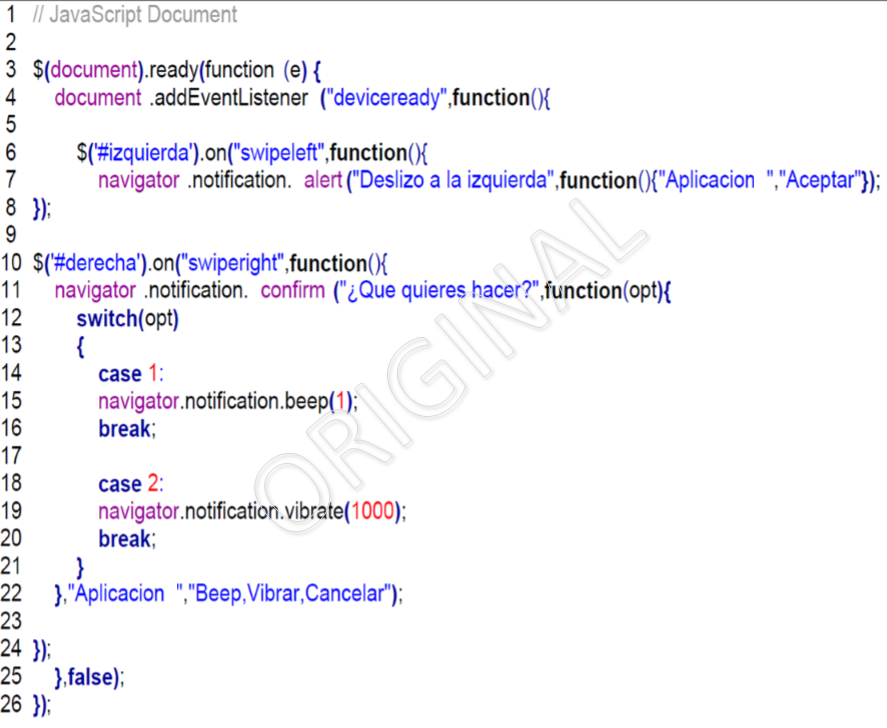 1 // JavaScript Document
2
3 $(document).ready(function (e) {
4 document .addEventListener ("deviceready",function(){
5
6 $('#izquierda').on("swipeleft",function(){
7 navigator .notification. alert ("Deslizo a la izquierda",function(){"Aplicacion ","Aceptar"});
8 });
9
10 $('#derecha').on("swiperight",function(){
11 navigator .notification. confirm ("¿Que quieres hacer?",function(opt){
12 switch(opt)
13 {
14 case 1:
15 navigator.notification.beep(1);
16 break;
17
18 case 2:
19 navigator.notification.vibrate(1000);
20 break;
21 }
22 },"Aplicacion ","Beep,Vibrar,Cancelar");
23
24 });
25 },false);
26 });
ORIGINAL